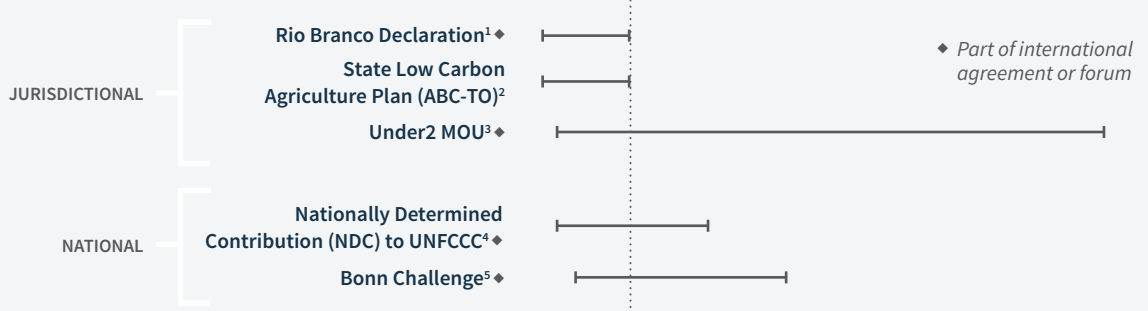 Rio Branco Declaration¹ ◆
◆ Part of international
agreement or forum
State Low Carbon
Agriculture Plan (ABC-TO)²
JURISDICTIONAL
Under2 MOU³ ◆
Nationally Determined
Contribution (NDC) to UNFCCC⁴ ◆
NATIONAL
Bonn Challenge⁵ ◆